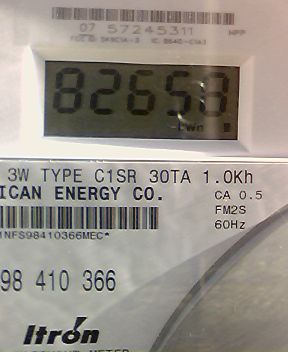 07 57245311
82658
3W TYPE C1SR 30TA 1.0Kh
ICAN ENERGY CO.
CA 0.5
FM2S
60Hz
NFS98410366MEC*
98 410 366
Itron